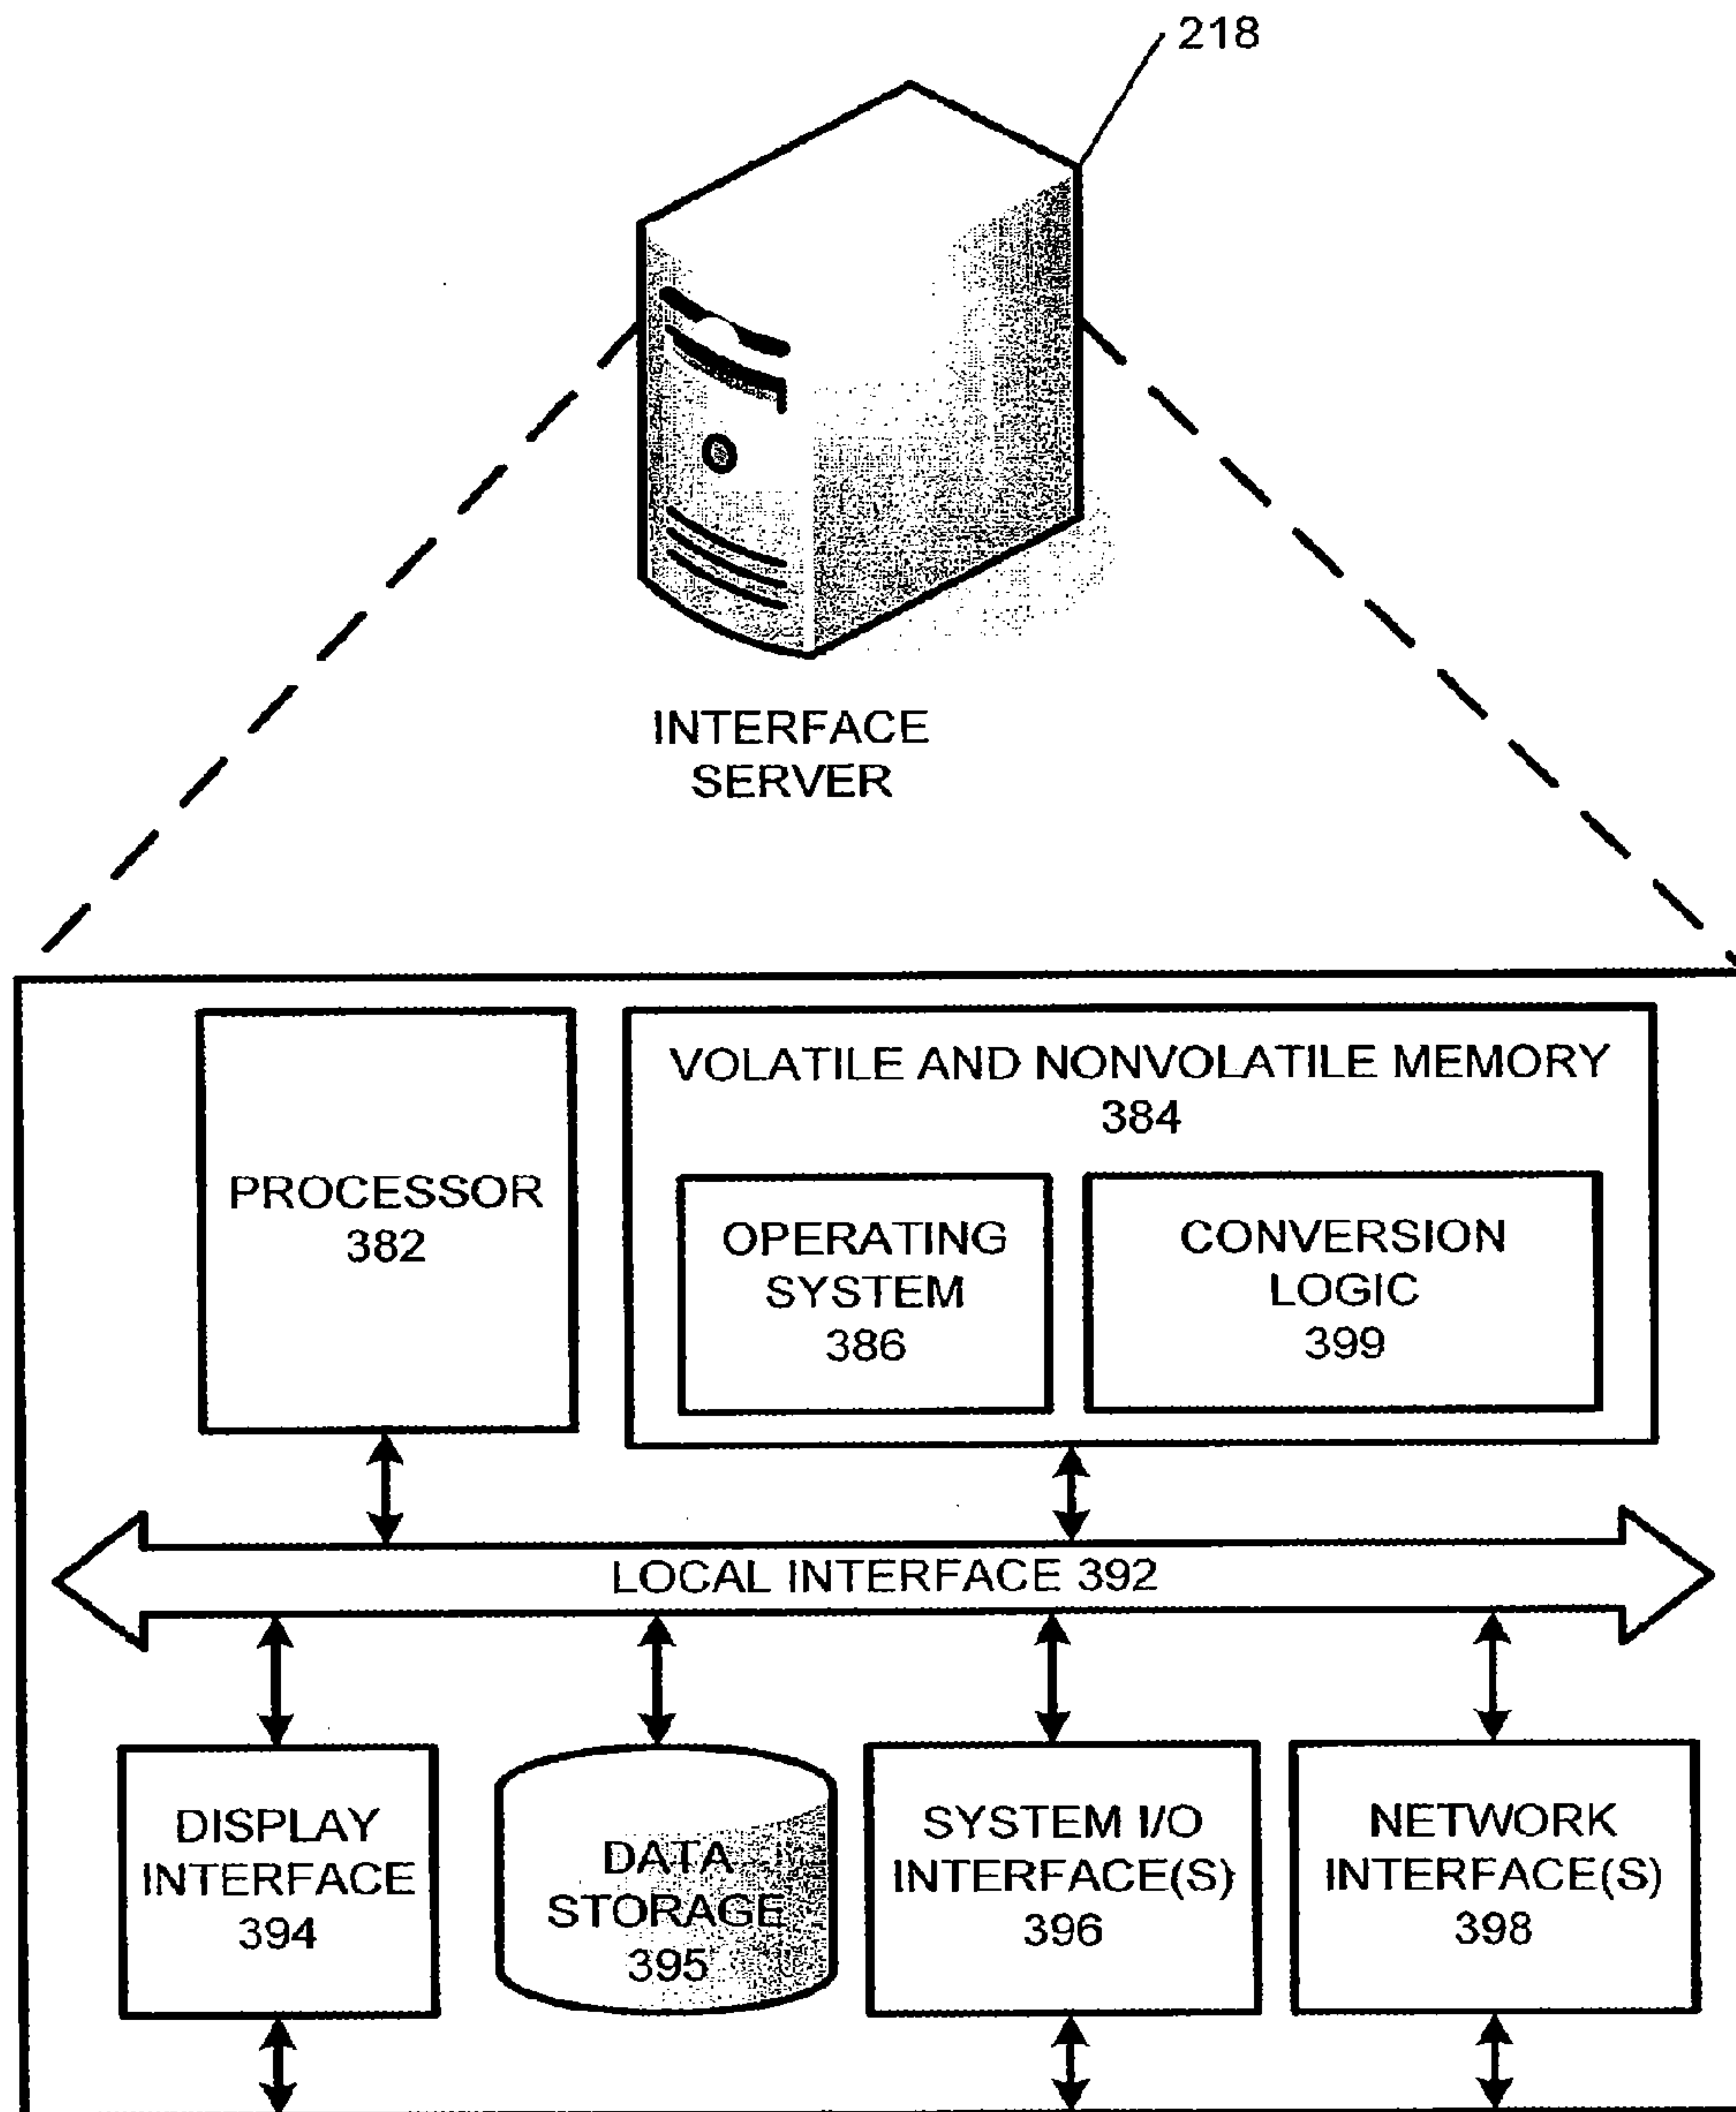 218
INTERFACE
SERVER
PROCESSOR
382
VOLATILE AND NONVOLATILE MEMORY
384
OPERATING
SYSTEM
386
CONVERSION
LOGIC
399
LOCAL INTERFACE 392
DISPLAY
INTERFACE
394
DATA
STORAGE
395
SYSTEM I/O
INTERFACE(S)
396
NETWORK
INTERFACE(S)
398